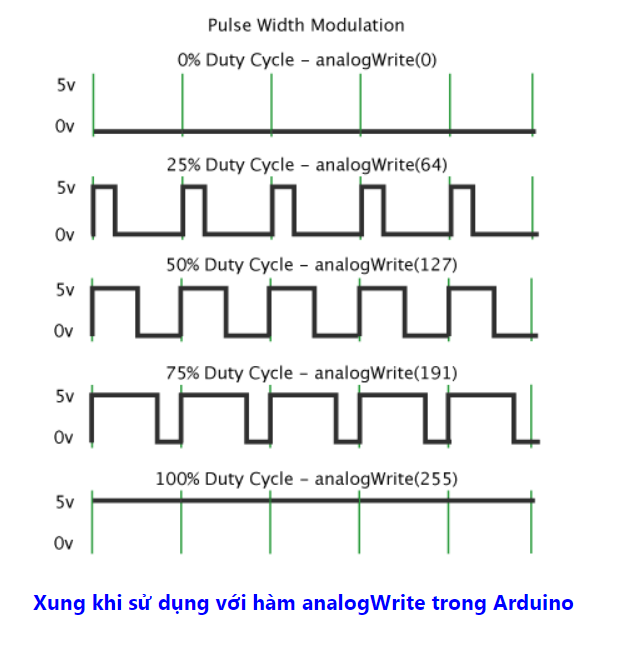 Pulse Width Modulation
0% Duty Cycle – analogWrite(0)
5v
0v
25% Duty Cycle – analogWrite(64)
5v
0v
50% Duty Cycle – analogWrite(127)
5v
0v
75% Duty Cycle – analogWrite(191)
5v
0v
100% Duty Cycle – analogWrite(255)
5v
0v
Xung khi sử dụng với hàm analogWrite trong Arduino